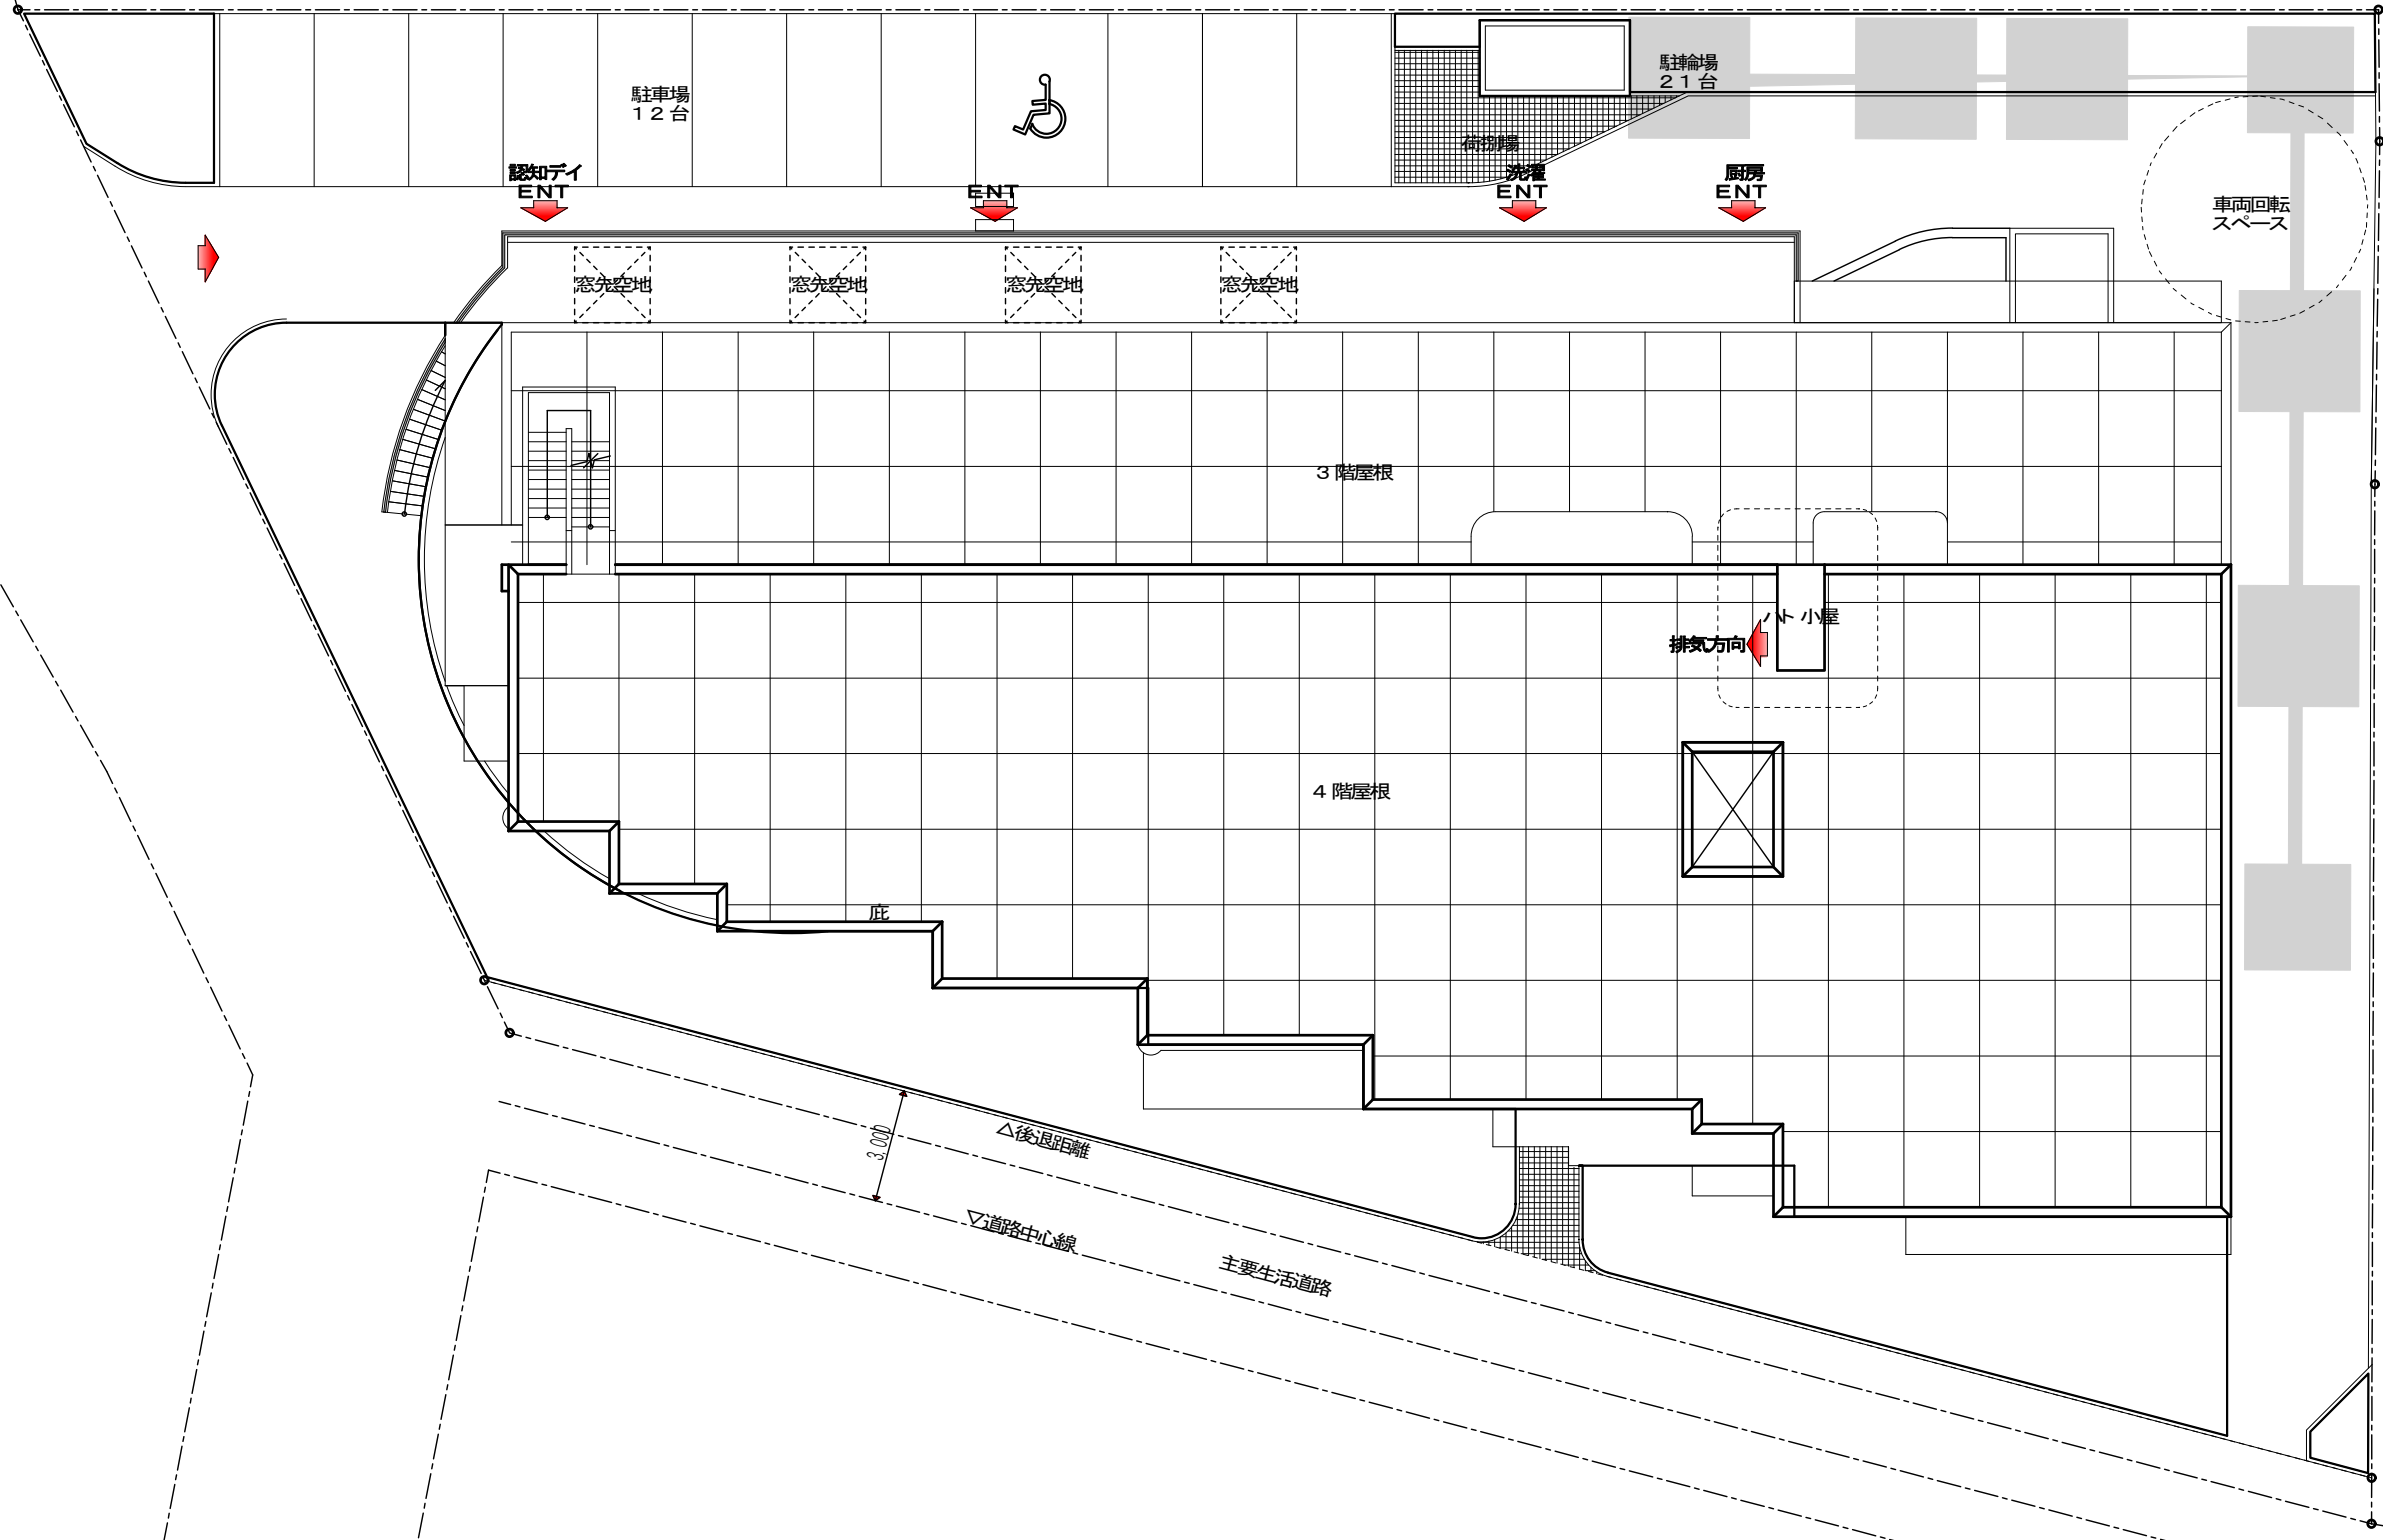 駐車場
１２台
駐輪場
２１台
荷捌場
認知デイ
ENT
ENT
洗濯
ENT
厨房
ENT
車両回転
スペース
窓先空地
窓先空地
窓先空地
窓先空地
３階屋根
ハト小屋
排気方向
４階屋根
庇
3,000
△後退距離
▽道路中心線
主要生活道路